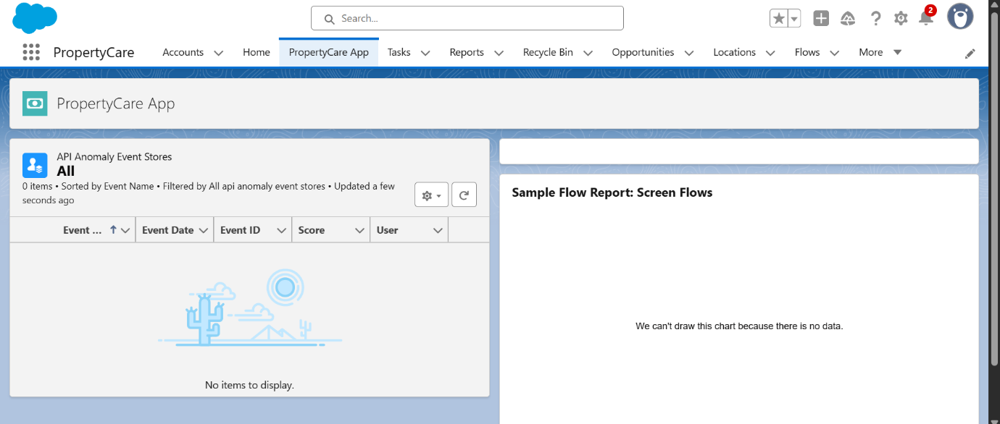 Search...
2
PropertyCare
Accounts
Home
PropertyCare App
Tasks
Reports
Recycle Bin
Opportunities
Locations
Flows
More
PropertyCare App
API Anomaly Event Stores
All
0 items • Sorted by Event Name • Filtered by All api anomaly event stores • Updated a few
seconds ago
Event ...
Event Date
Event ID
Score
User
No items to display.
Sample Flow Report: Screen Flows
We can't draw this chart because there is no data.